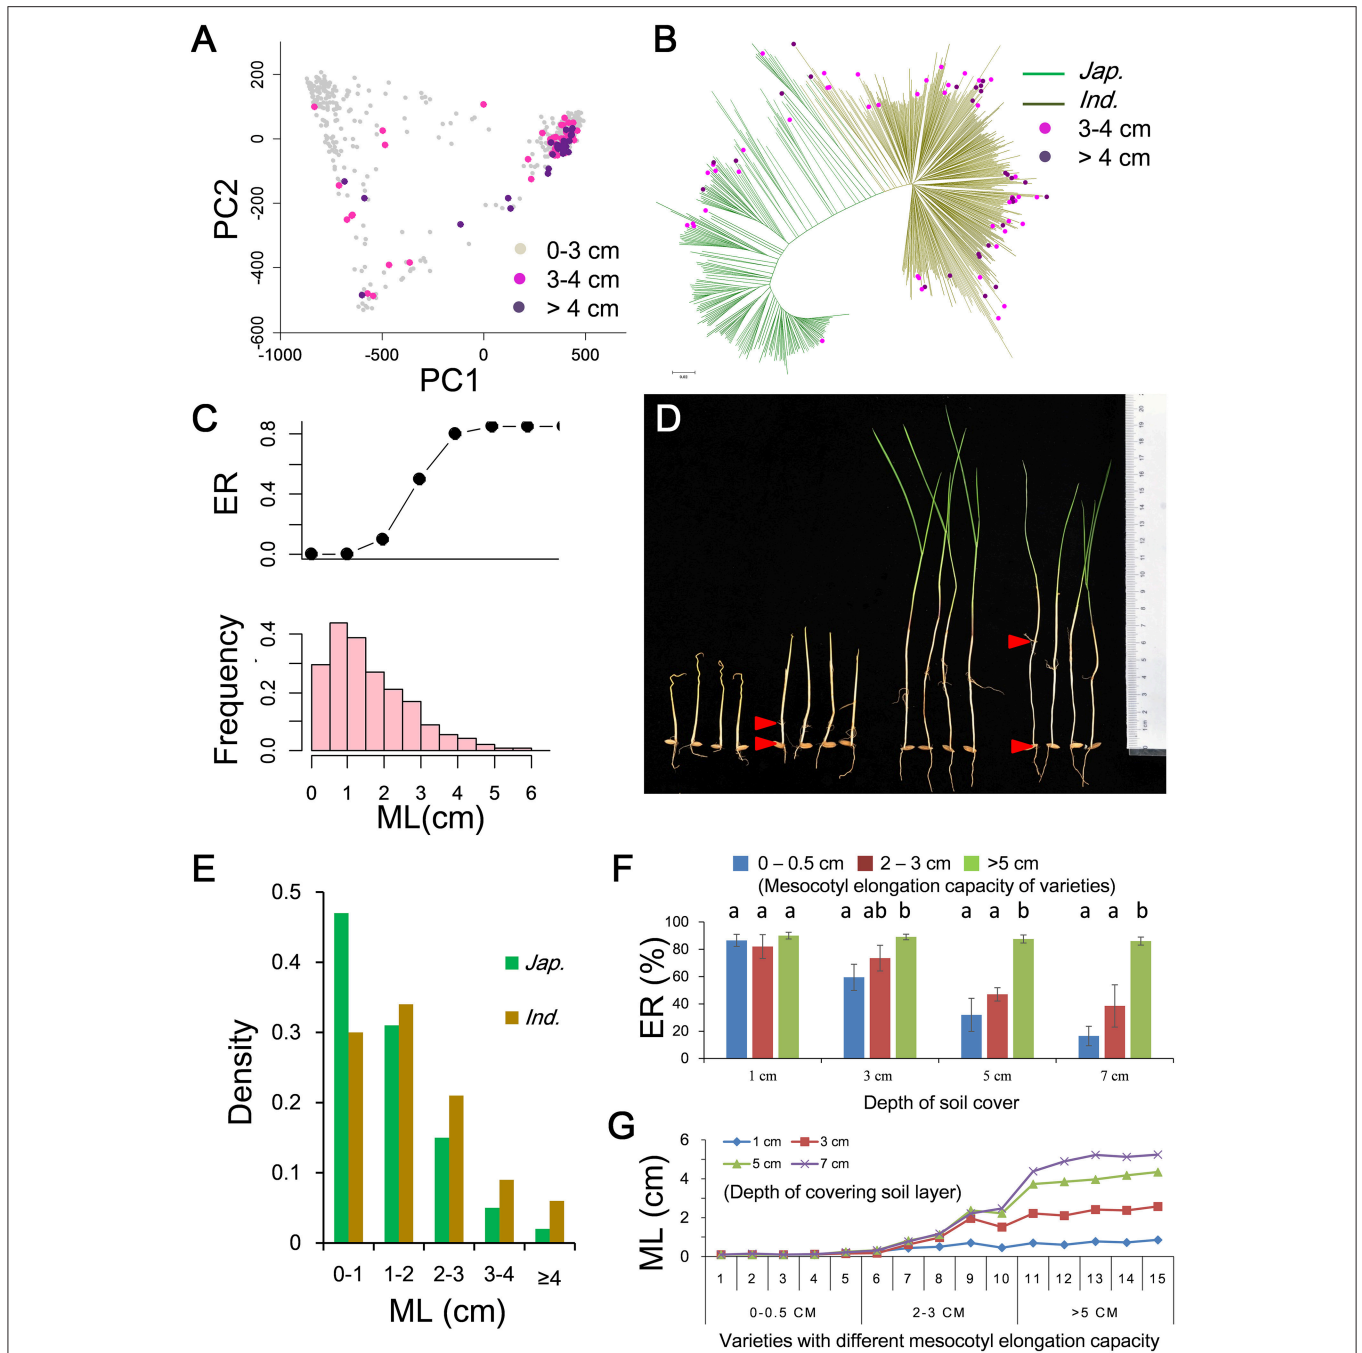 A
200
0
-200
-400
-600
PC2
-1000
-500
0
500
PC1
0-3 cm
3-4 cm
> 4 cm
B
Jap.
Ind.
3-4 cm
> 4 cm
C
0.8
0.4
0.0
ER
0.4
0.2
0.0
Frequency
0 1 2 3 4 5 6
ML(cm)
D
E
0.5
0.4
0.3
0.2
0.1
0
Density
Jap.
Ind.
0-1 1-2 2-3 3-4 ≥4
ML (cm)
F
0 – 0.5 cm 2 – 3 cm >5 cm
(Mesocotyl elongation capacity of varieties)
a a a a ab b a a b a a b
100
80
60
40
20
0
ER (%)
1 cm 3 cm 5 cm 7 cm
Depth of soil cover
G
6
4
2
0
ML (cm)
1 cm 3 cm
5 cm 7 cm
(Depth of covering soil layer)
1 2 3 4 5 6 7 8 9 10 11 12 13 14 15
0-0.5 CM 2-3 CM >5 CM
Varieties with different mesocotyl elongation capacity